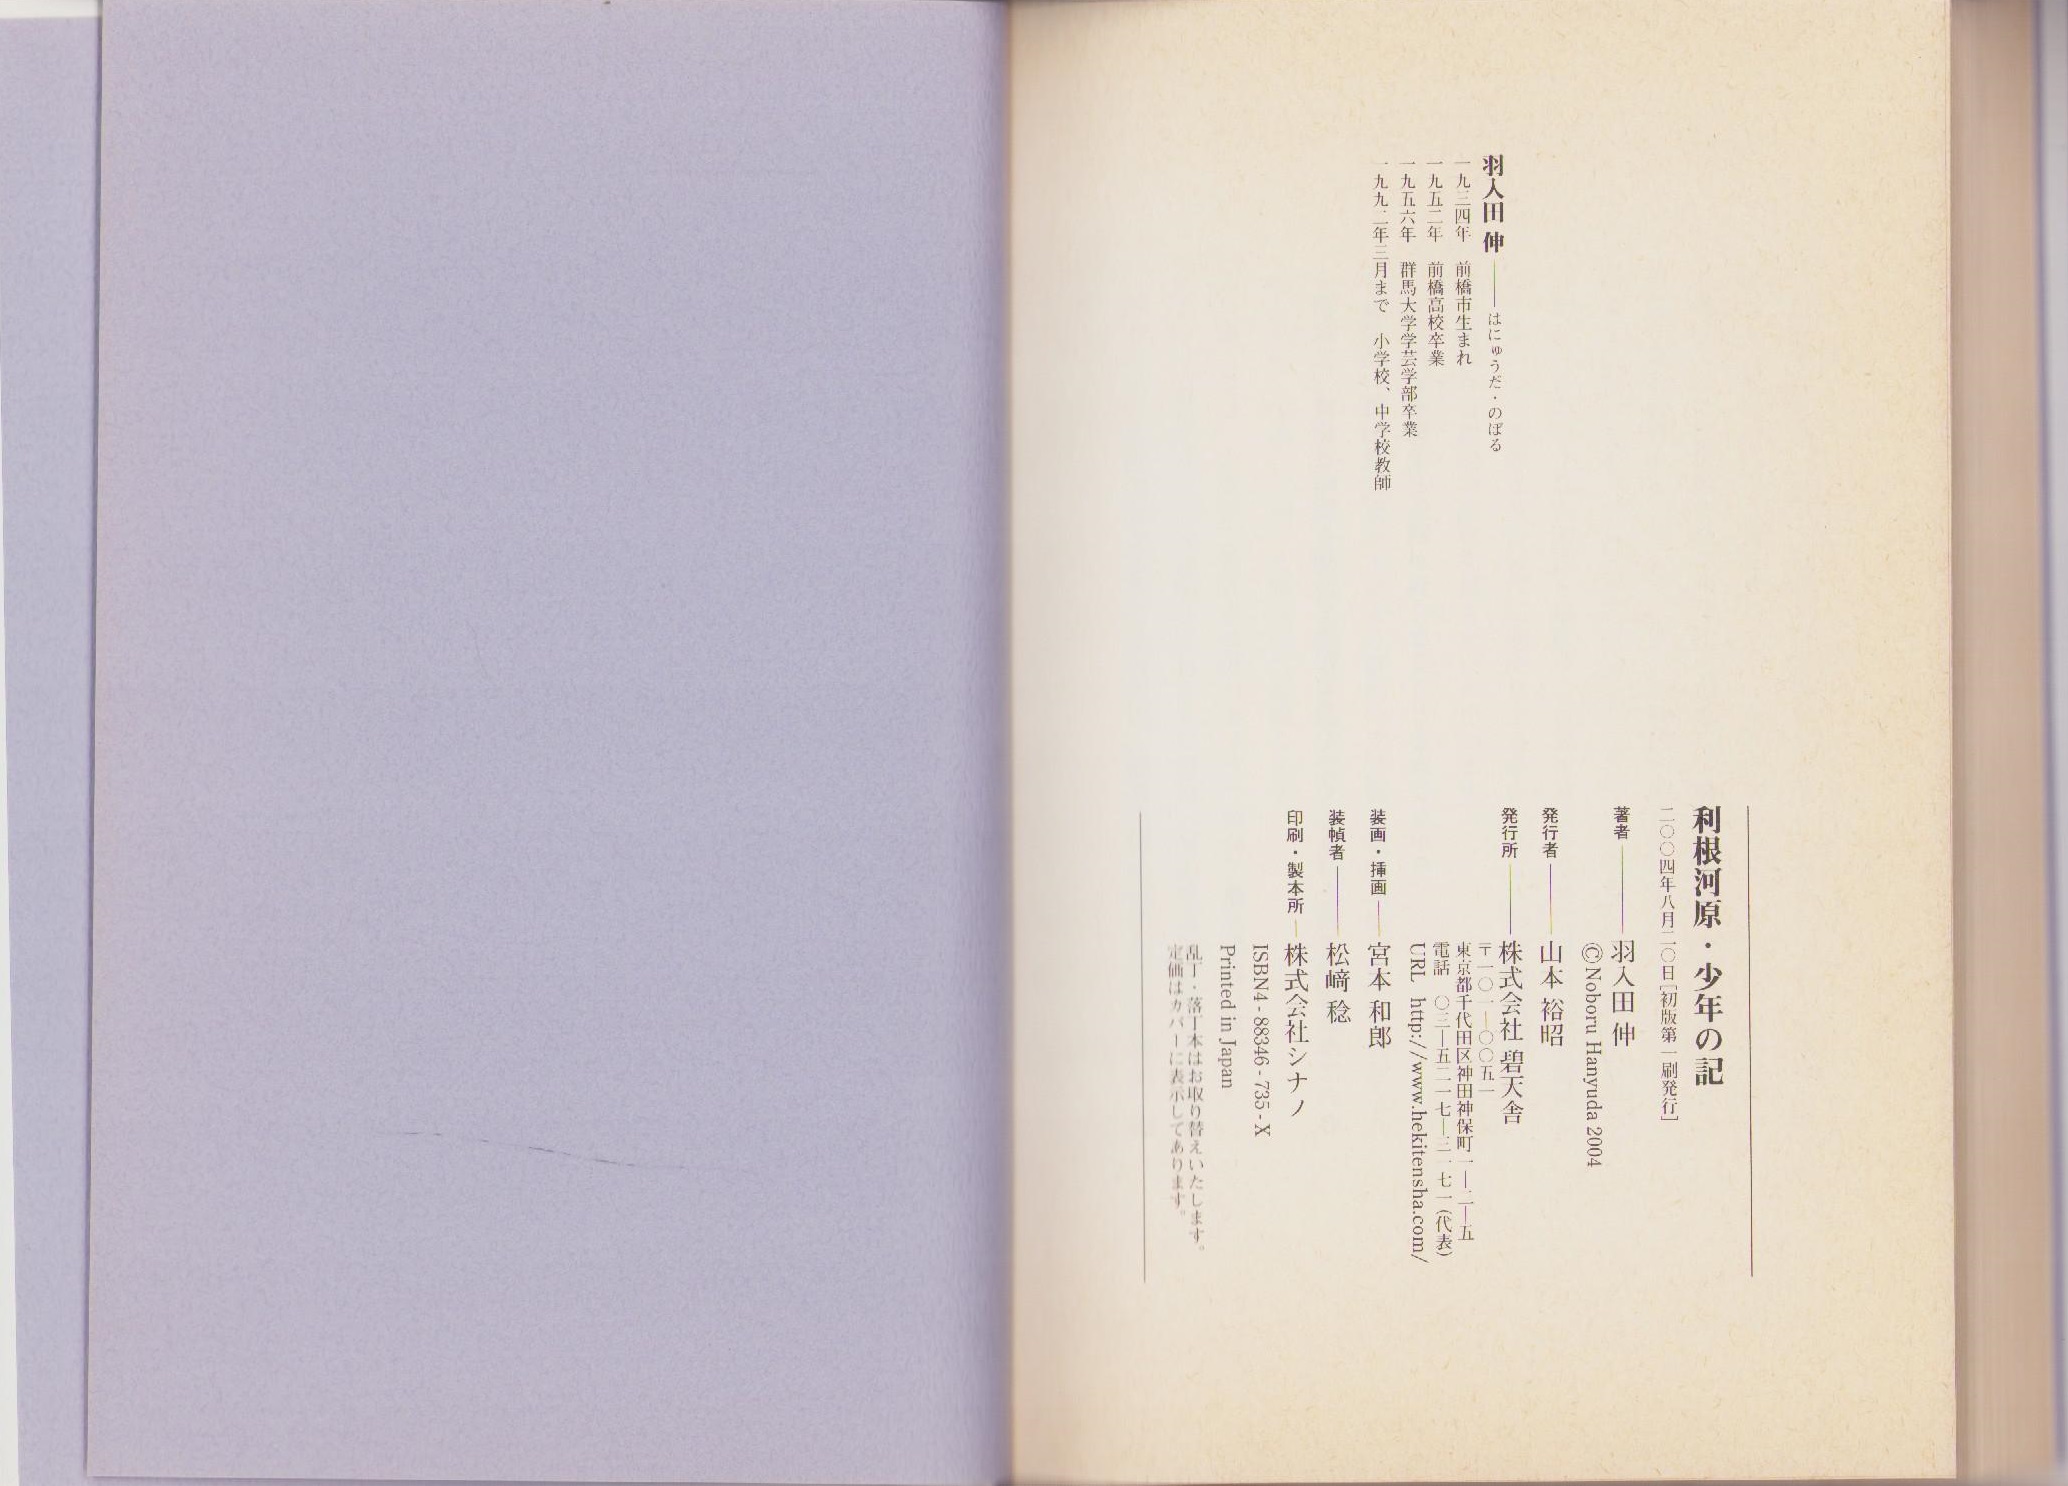 羽入田 伸――はにゅうだ・のぼる
一九三四年 前橋市生まれ
一九五二年 前橋高校卒業
一九五六年 群馬大学学芸学部卒業
一九九二年三月まで 小学校、中学校教師
利根河原・少年の記
二〇〇四年八月二〇日[初版第一刷発行]
著者――羽入田 伸
©Noboru Hanyuda 2004
発行者――山本 裕昭
発行所――株式会社 碧天舎
〒一〇一―〇〇五一
東京都千代田区神田神保町一―二―五
電話 〇三―五二一七―三一七一(代表)
URL http://www.hekitensha.com/
装画・挿画―宮本 和郎
装幀者――松﨑 稔
印刷・製本所―株式会社シナノ
ISBN4-88346-735-X
Printed in Japan
乱丁・落丁本はお取り替えいたします。
定価はカバーに表示してあります。